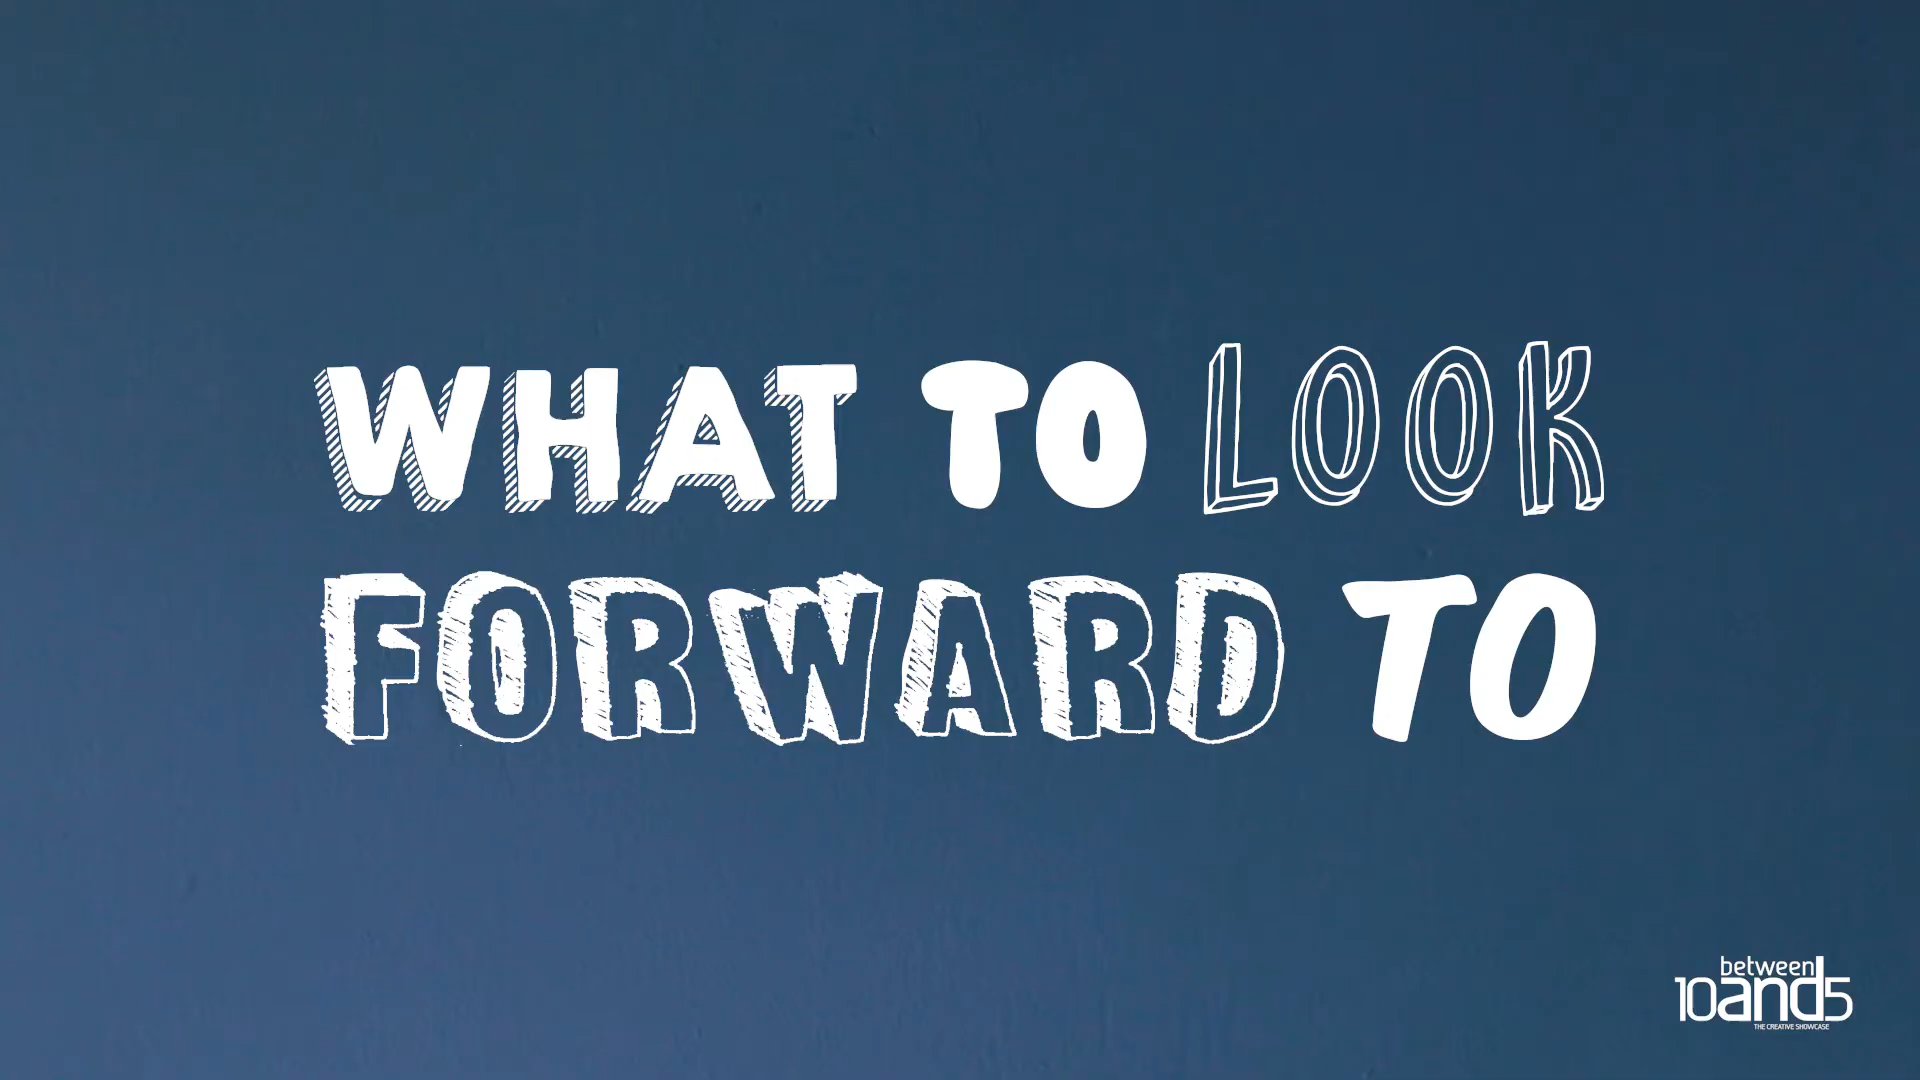 WHAT TO LOOK
FORWARD TO
between
10and5
THE CREATIVE SHOWCASE